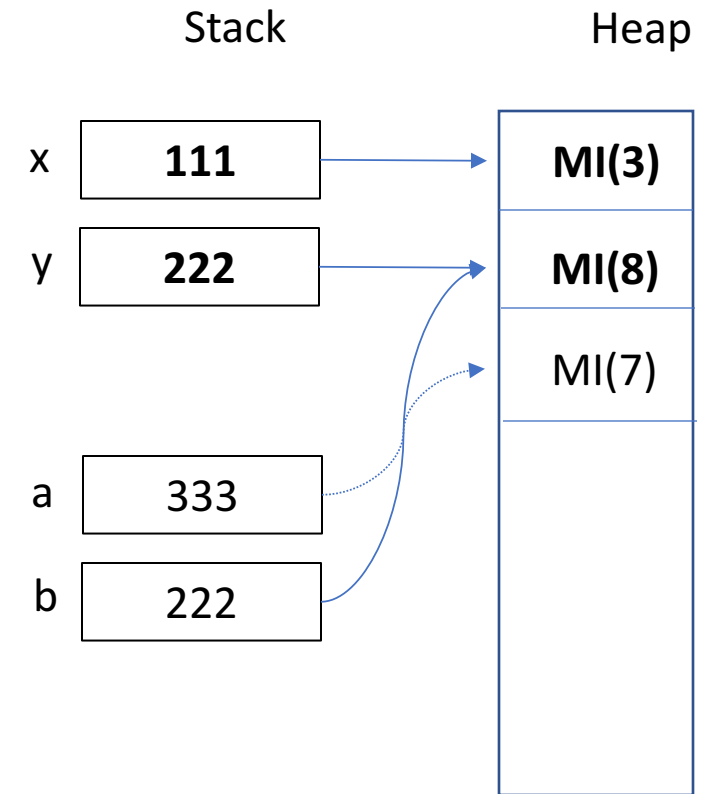 Stack Heap
x 111 MI(3)
y 222 MI(8)
MI(7)
a 333
b 222